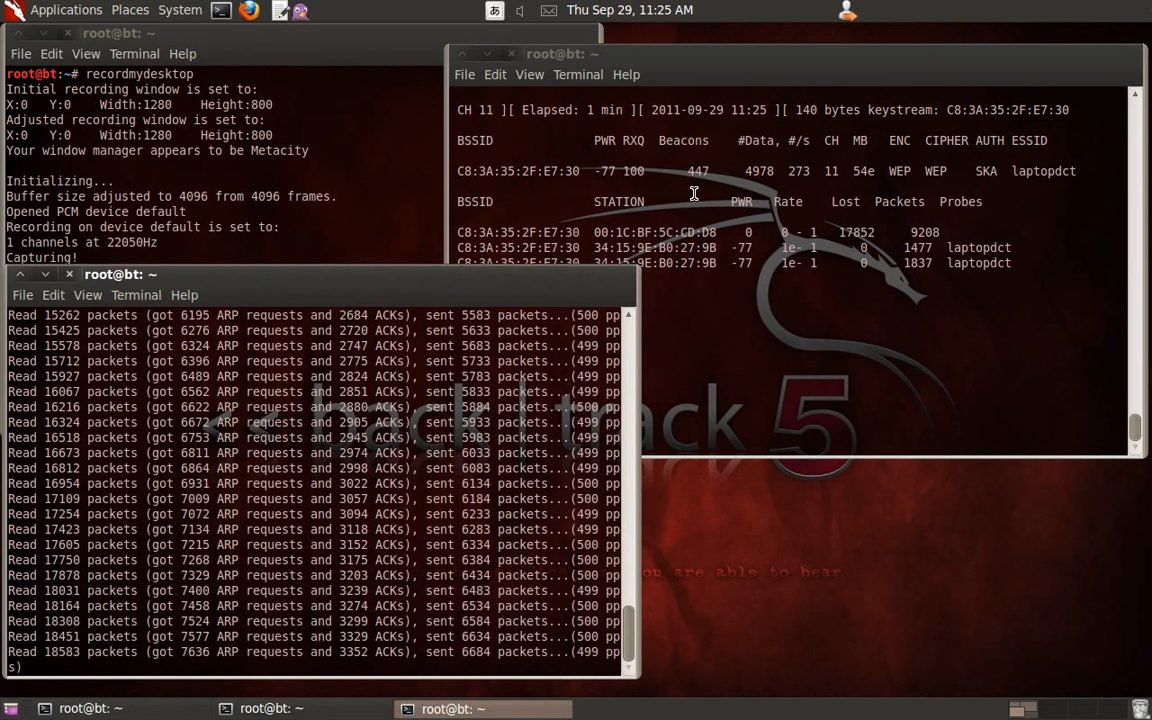 Applications Places System
あ
Thu Sep 29, 11:25 AM
root@bt: ~
File Edit View Terminal Help
root@bt:~# recordmydesktop
Initial recording window is set to:
X:0 Y:0 Width:1280 Height:800
Adjusted recording window is set to:
X:0 Y:0 Width:1280 Height:800
Your window manager appears to be Metacity
Initializing...
Buffer size adjusted to 4096 from 4096 frames.
Opened PCM device default
Recording on device default is set to:
1 channels at 22050Hz
Capturing!
root@bt: ~
File Edit View Terminal Help
CH 11 ][ Elapsed: 1 min ][ 2011-09-29 11:25 ][ 140 bytes keystream: C8:3A:35:2F:E7:30
BSSID PWR RXQ Beacons #Data, #/s CH MB ENC CIPHER AUTH ESSID
C8:3A:35:2F:E7:30 -77 100 447 4978 273 11 54e WEP WEP SKA laptopdct
BSSID STATION PWR Rate Lost Packets Probes
C8:3A:35:2F:E7:30 00:1C:BF:5C:CD:D8 0 0 - 1 17852 9208
C8:3A:35:2F:E7:30 34:15:9E:B0:27:9B -77 1e- 1 0 1477 laptopdct
C8:3A:35:2F:E7:30 34:15:9E:B0:27:9B -77 1e- 1 0 1837 laptopdct
root@bt: ~
File Edit View Terminal Help
Read 15262 packets (got 6195 ARP requests and 2684 ACKs), sent 5583 packets...(500 pp
Read 15425 packets (got 6276 ARP requests and 2720 ACKs), sent 5633 packets...(500 pp
Read 15578 packets (got 6324 ARP requests and 2747 ACKs), sent 5683 packets...(499 pp
Read 15712 packets (got 6396 ARP requests and 2775 ACKs), sent 5733 packets...(499 pp
Read 15927 packets (got 6489 ARP requests and 2824 ACKs), sent 5783 packets...(499 pp
Read 16067 packets (got 6562 ARP requests and 2851 ACKs), sent 5833 packets...(499 pp
Read 16216 packets (got 6622 ARP requests and 2880 ACKs), sent 5884 packets...(500 pp
Read 16324 packets (got 6672 ARP requests and 2905 ACKs), sent 5933 packets...(499 pp
Read 16518 packets (got 6753 ARP requests and 2945 ACKs), sent 5983 packets...(499 pp
Read 16673 packets (got 6811 ARP requests and 2974 ACKs), sent 6033 packets...(499 pp
Read 16812 packets (got 6864 ARP requests and 2998 ACKs), sent 6083 packets...(499 pp
Read 16954 packets (got 6931 ARP requests and 3022 ACKs), sent 6134 packets...(500 pp
Read 17109 packets (got 7009 ARP requests and 3057 ACKs), sent 6184 packets...(500 pp
Read 17254 packets (got 7072 ARP requests and 3094 ACKs), sent 6233 packets...(499 pp
Read 17423 packets (got 7134 ARP requests and 3118 ACKs), sent 6283 packets...(499 pp
Read 17605 packets (got 7215 ARP requests and 3152 ACKs), sent 6334 packets...(500 pp
Read 17750 packets (got 7268 ARP requests and 3175 ACKs), sent 6384 packets...(500 pp
Read 17878 packets (got 7329 ARP requests and 3203 ACKs), sent 6434 packets...(500 pp
Read 18031 packets (got 7400 ARP requests and 3239 ACKs), sent 6483 packets...(499 pp
Read 18164 packets (got 7458 ARP requests and 3274 ACKs), sent 6534 packets...(500 pp
Read 18308 packets (got 7524 ARP requests and 3299 ACKs), sent 6584 packets...(500 pp
Read 18451 packets (got 7577 ARP requests and 3329 ACKs), sent 6634 packets...(500 pp
Read 18583 packets (got 7636 ARP requests and 3352 ACKs), sent 6684 packets...(499 pp
s)
<< back | track 5
you are able to hear
root@bt: ~
root@bt: ~
root@bt: ~